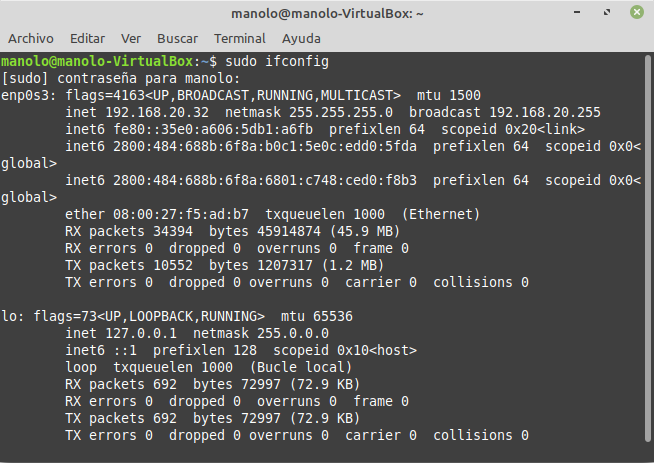 manolo@manolo-VirtualBox: ~
Archivo Editar Ver Buscar Terminal Ayuda
manolo@manolo-VirtualBox:~$ sudo ifconfig
[sudo] contraseña para manolo:
enp0s3: flags=4163<UP,BROADCAST,RUNNING,MULTICAST>  mtu 1500
        inet 192.168.20.32  netmask 255.255.255.0  broadcast 192.168.20.255
        inet6 fe80::35e0:a606:5db1:a6fb  prefixlen 64  scopeid 0x20<link>
        inet6 2800:484:688b:6f8a:b0c1:5e0c:edd0:5fda  prefixlen 64  scopeid 0x0<
global>
        inet6 2800:484:688b:6f8a:6801:c748:ced0:f8b3  prefixlen 64  scopeid 0x0<
global>
        ether 08:00:27:f5:ad:b7  txqueuelen 1000  (Ethernet)
        RX packets 34394  bytes 45914874 (45.9 MB)
        RX errors 0  dropped 0  overruns 0  frame 0
        TX packets 10552  bytes 1207317 (1.2 MB)
        TX errors 0  dropped 0 overruns 0  carrier 0  collisions 0
lo: flags=73<UP,LOOPBACK,RUNNING>  mtu 65536
        inet 127.0.0.1  netmask 255.0.0.0
        inet6 ::1  prefixlen 128  scopeid 0x10<host>
        loop  txqueuelen 1000  (Bucle local)
        RX packets 692  bytes 72997 (72.9 KB)
        RX errors 0  dropped 0  overruns 0  frame 0
        TX packets 692  bytes 72997 (72.9 KB)
        TX errors 0  dropped 0 overruns 0  carrier 0  collisions 0